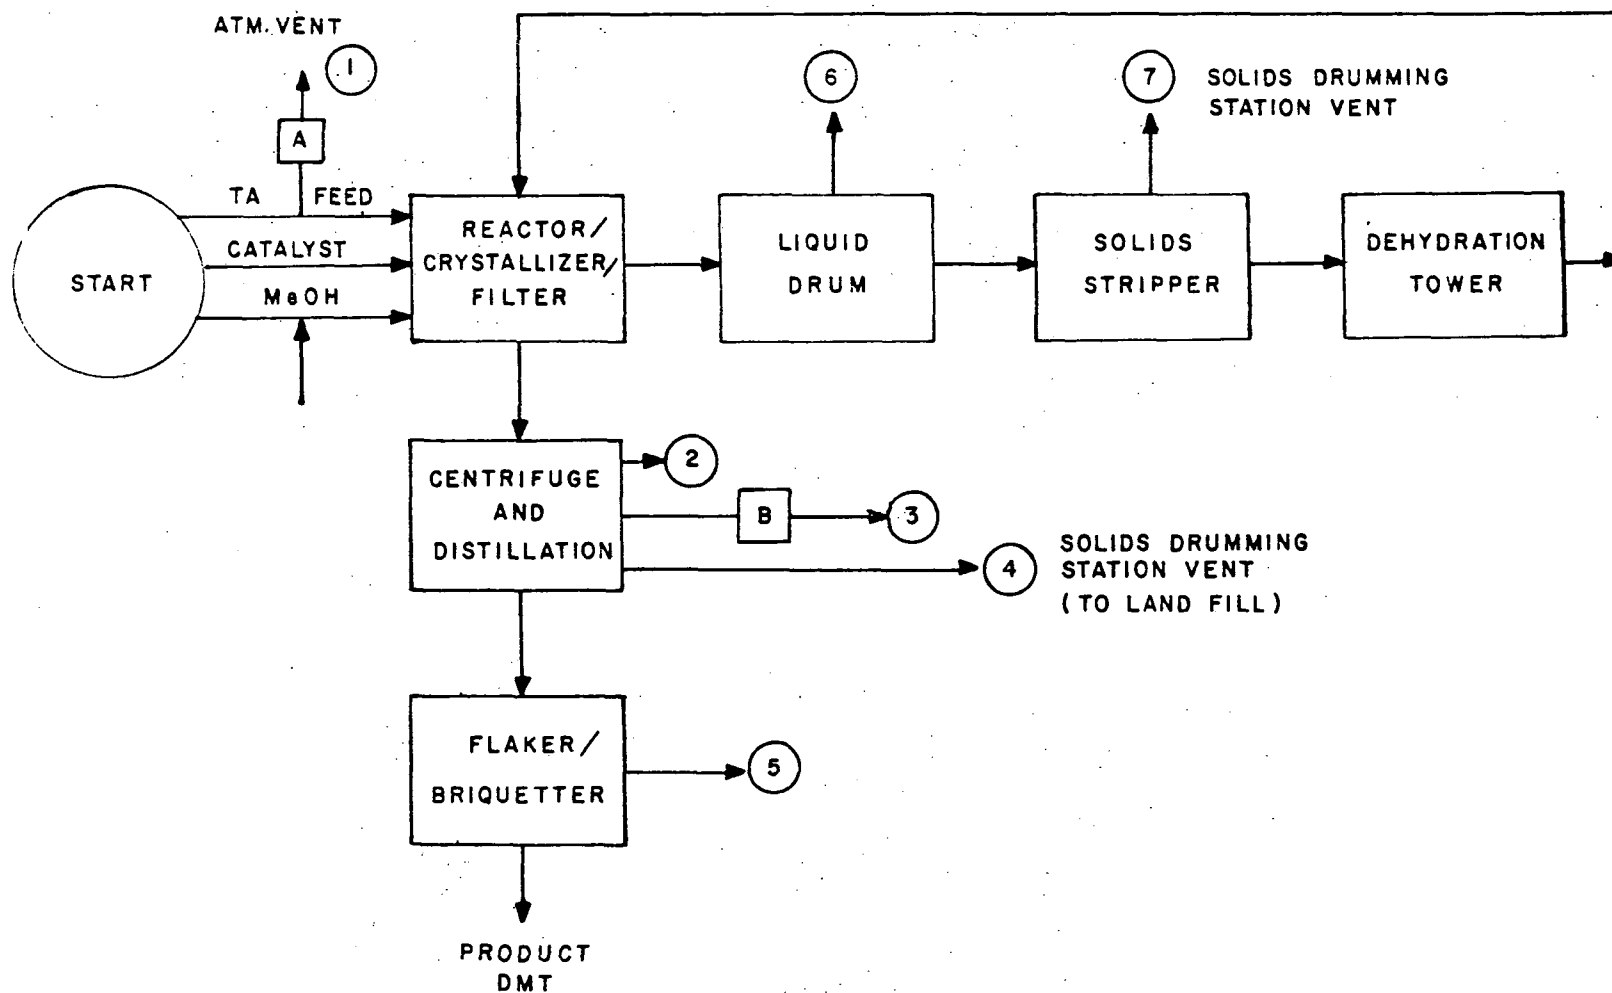 ATM. VENT
1
6
7
SOLIDS DRUMMING
STATION VENT
A
TA FEED
CATALYST
MeOH
START
REACTOR/
CRYSTALLIZER/
FILTER
LIQUID
DRUM
SOLIDS
STRIPPER
DEHYDRATION
TOWER
CENTRIFUGE
AND
DISTILLATION
2
B
3
4
SOLIDS DRUMMING
STATION VENT
(TO LAND FILL)
FLAKER/
BRIQUETTER
5
PRODUCT
DMT